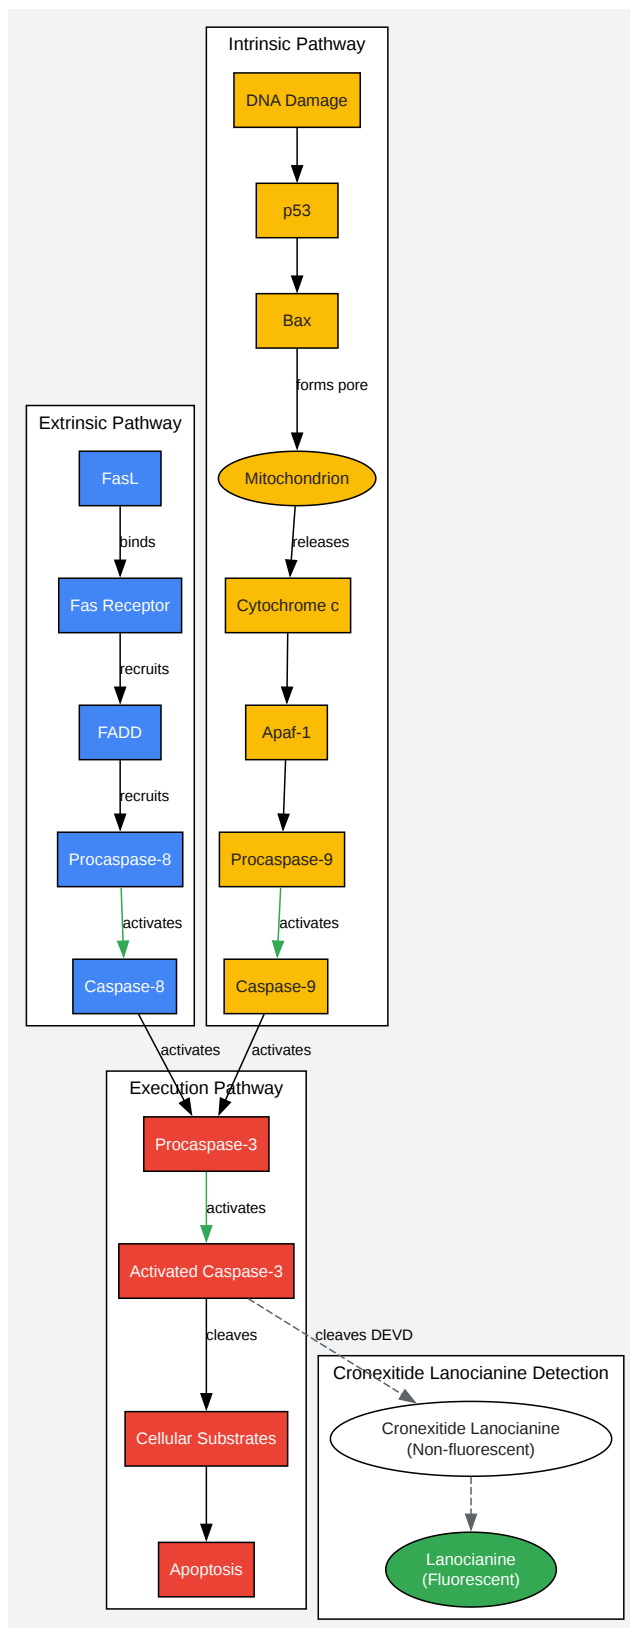 Intrinsic Pathway
DNA Damage
p53
Bax
forms pore
Mitochondrion
releases
Cytochrome c
Apaf-1
Procaspase-9
activates
Caspase-9
activates
Extrinsic Pathway
FasL
binds
Fas Receptor
recruits
FADD
recruits
Procaspase-8
activates
Caspase-8
activates
Execution Pathway
Procaspase-3
activates
Activated Caspase-3
cleaves
Cellular Substrates
Apoptosis
cleaves DEVD
Cronexitide Lanocianine Detection
Cronexitide Lanocianine
(Non-fluorescent)
Lanocianine
(Fluorescent)